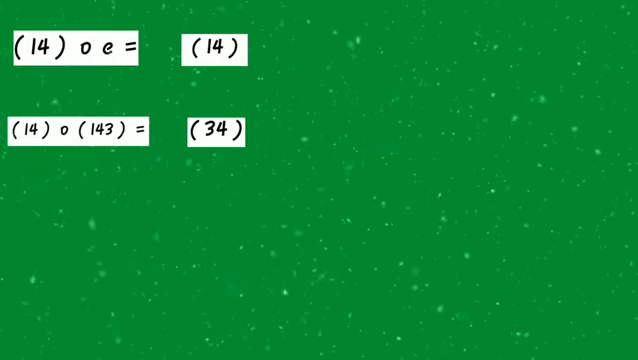 (14) o e = (14)
(14) o (143) = (34)